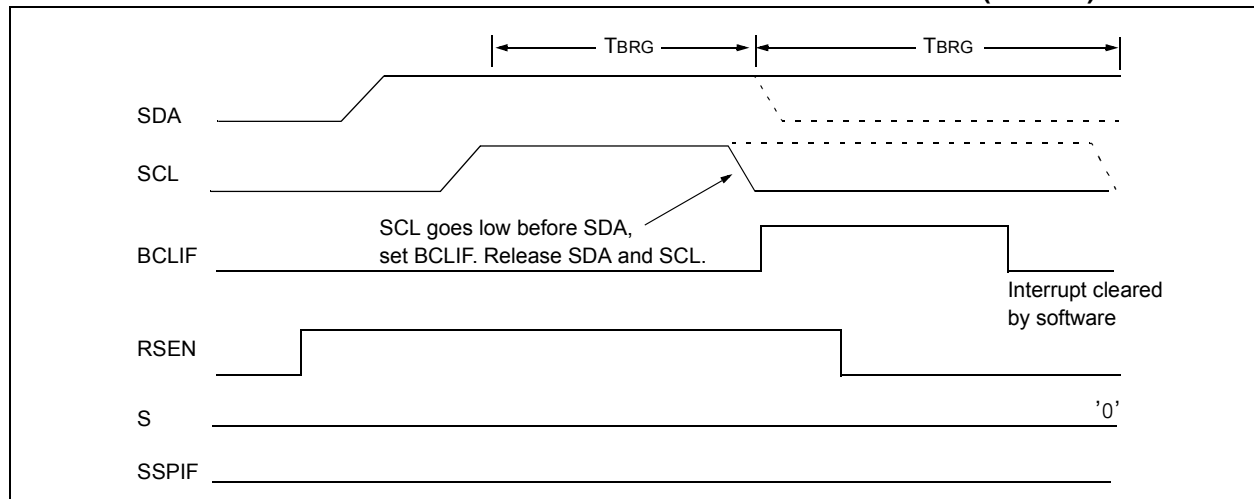 TBRG TBRG
SDA
SCL
SCL goes low before SDA,
set BCLIF. Release SDA and SCL.
BCLIF
Interrupt cleared
by software
RSEN
S '0'
SSPIF